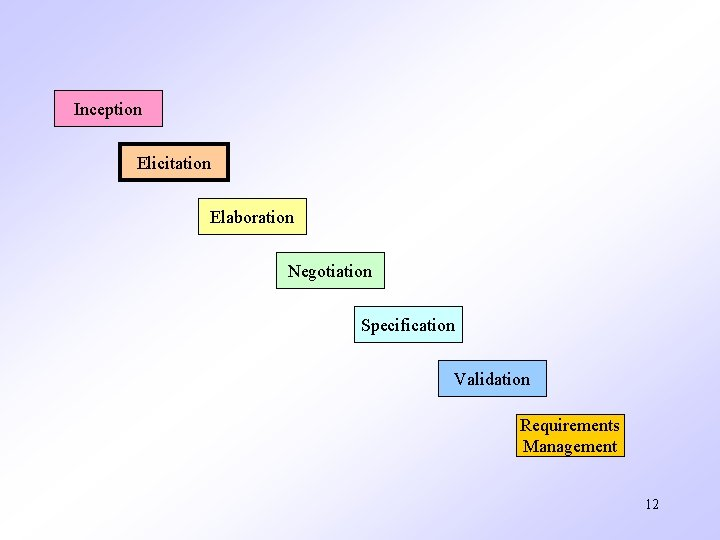 Inception
Elicitation
Elaboration
Negotiation
Specification
Validation
Requirements
Management
12